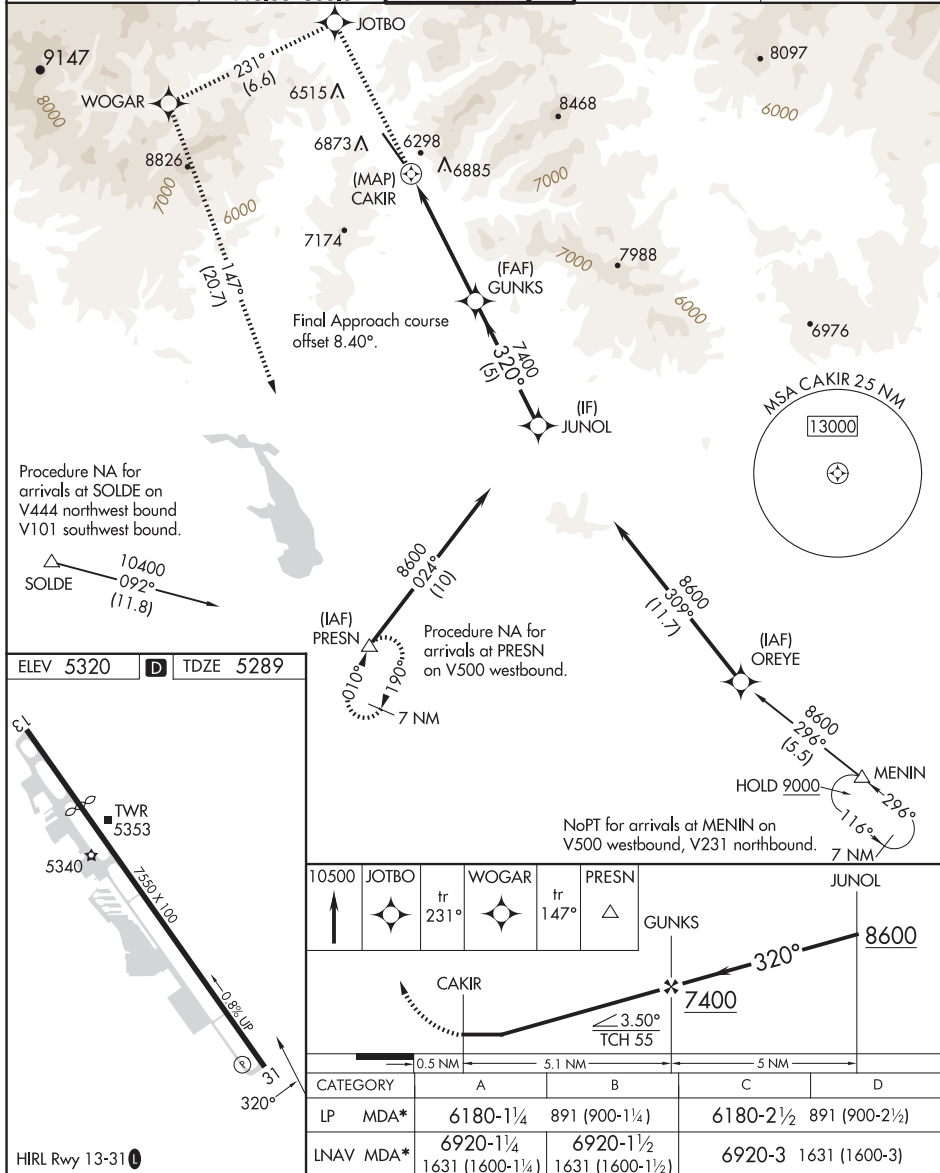 JOTBO
9147
8097
231°
(6.6)
WOGAR
6515
8468
8000
6000
6873
6298
6885
8826
7000
6000
(MAP)
CAKIR
7000
7174
147°
(20.7)
(FAF)
GUNKS
7000
7988
6000
6976
Final Approach course
offset 8.40°.
7400
320°
(5)
(IF)
JUNOL
MSA CAKIR 25 NM
13000
Procedure NA for
arrivals at SOLDE on
V444 northwest bound
V101 southwest bound.
SOLDE
10400
092°
(11.8)
8600
024°
(10)
8600
309°
(11.7)
(IAF)
PRESN
Procedure NA for
arrivals at PRESN
on V500 westbound.
010°
190°
7 NM
(IAF)
OREYE
8600
296°
(5.5)
MENIN
HOLD 9000
296°
116°
7 NM
NoPT for arrivals at MENIN on
V500 westbound, V231 northbound.
ELEV 5320 D TDZE 5289
13
TWR
5353
5340
7550 X 100
0.8% UP
P
31
320°
HIRL Rwy 13-31 L
10500 JOTBO tr 231° WOGAR tr 147° PRESN
JUNOL
GUNKS
8600
320°
CAKIR
7400
3.50°
TCH 55
0.5 NM 5.1 NM 5 NM
CATEGORY A B C D
LP MDA* 6180-1¼ 891 (900-1¼) 6180-2½ 891 (900-2½)
LNAV MDA* 6920-1¼ 1631 (1600-1¼) 6920-1½ 1631 (1600-1½) 6920-3 1631 (1600-3)